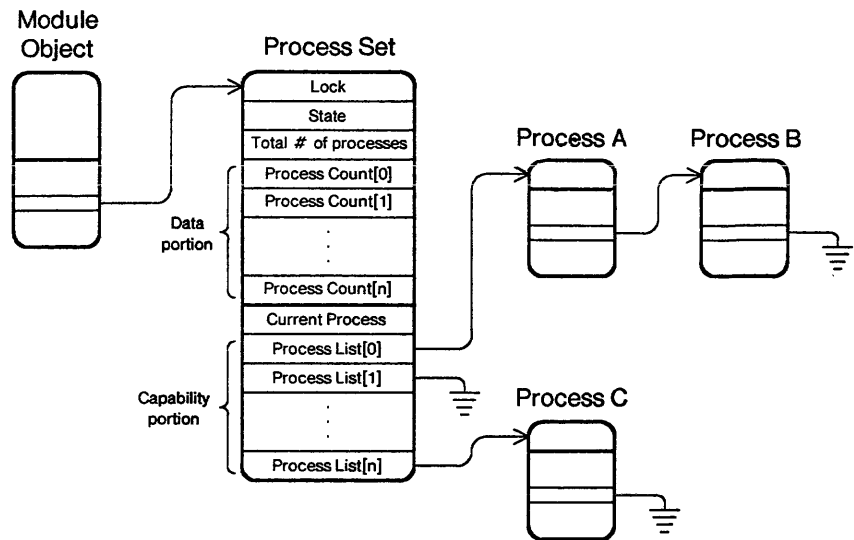 Module
Object
Process Set
Lock
State
Total # of processes
Process Count[0]
Process Count[1]
.
.
.
Process Count[n]
Data
portion
Current Process
Process List[0]
Process List[1]
.
.
.
Process List[n]
Capability
portion
Process A
Process B
Process C